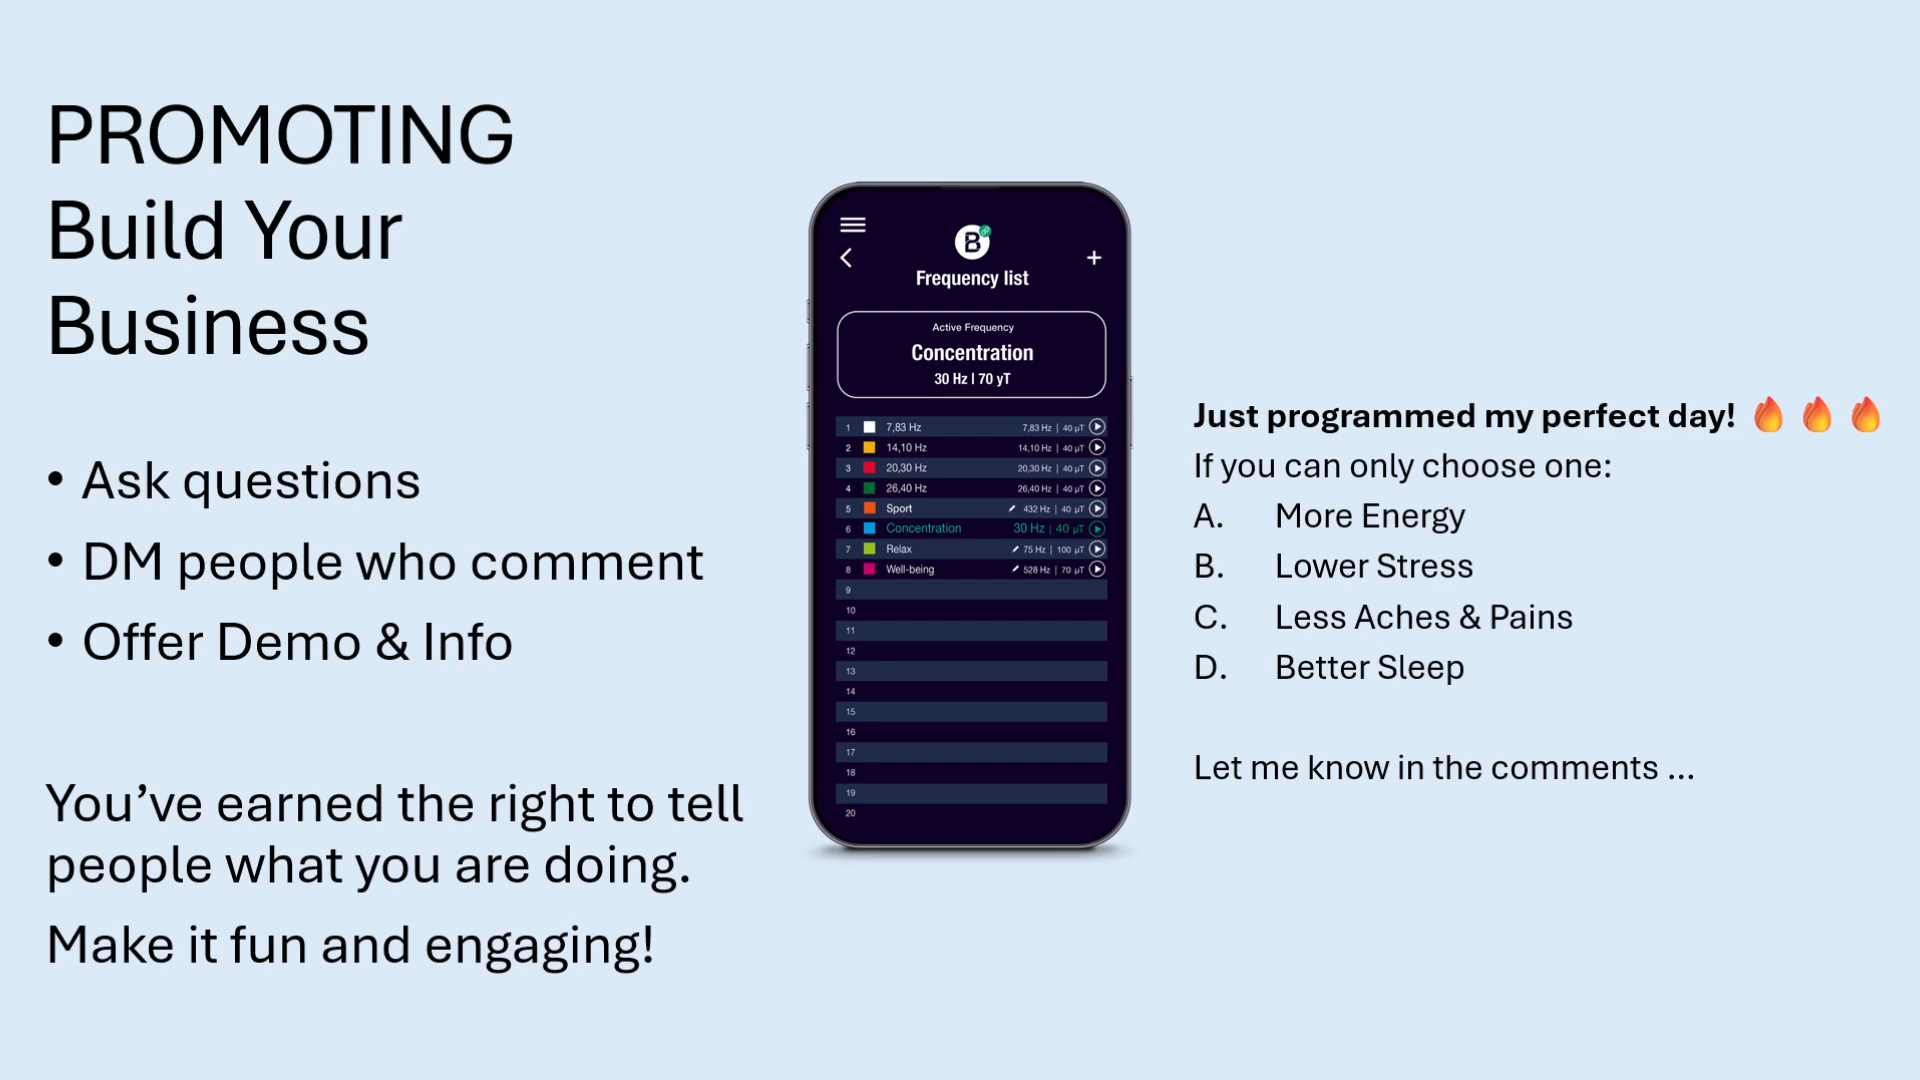 PROMOTING
Build Your
Business
• Ask questions
• DM people who comment
• Offer Demo & Info
You’ve earned the right to tell
people what you are doing.
Make it fun and engaging!
B
Frequency list
Active Frequency
Concentration
30 Hz | 70 yT
1 7,83 Hz 7,83 Hz | 40 µT
2 14,10 Hz 14,10 Hz | 40 µT
3 20,30 Hz 20,30 Hz | 40 µT
4 26,40 Hz 26,40 Hz | 40 µT
5 Sport 432 Hz | 40 µT
6 Concentration 30 Hz | 40 µT
7 Relax 75 Hz | 100 µT
8 Well-being 528 Hz | 70 µT
9
10
11
12
13
14
15
16
17
18
19
20
Just programmed my perfect day! 🔥 🔥 🔥
If you can only choose one:
A. More Energy
B. Lower Stress
C. Less Aches & Pains
D. Better Sleep
Let me know in the comments ...